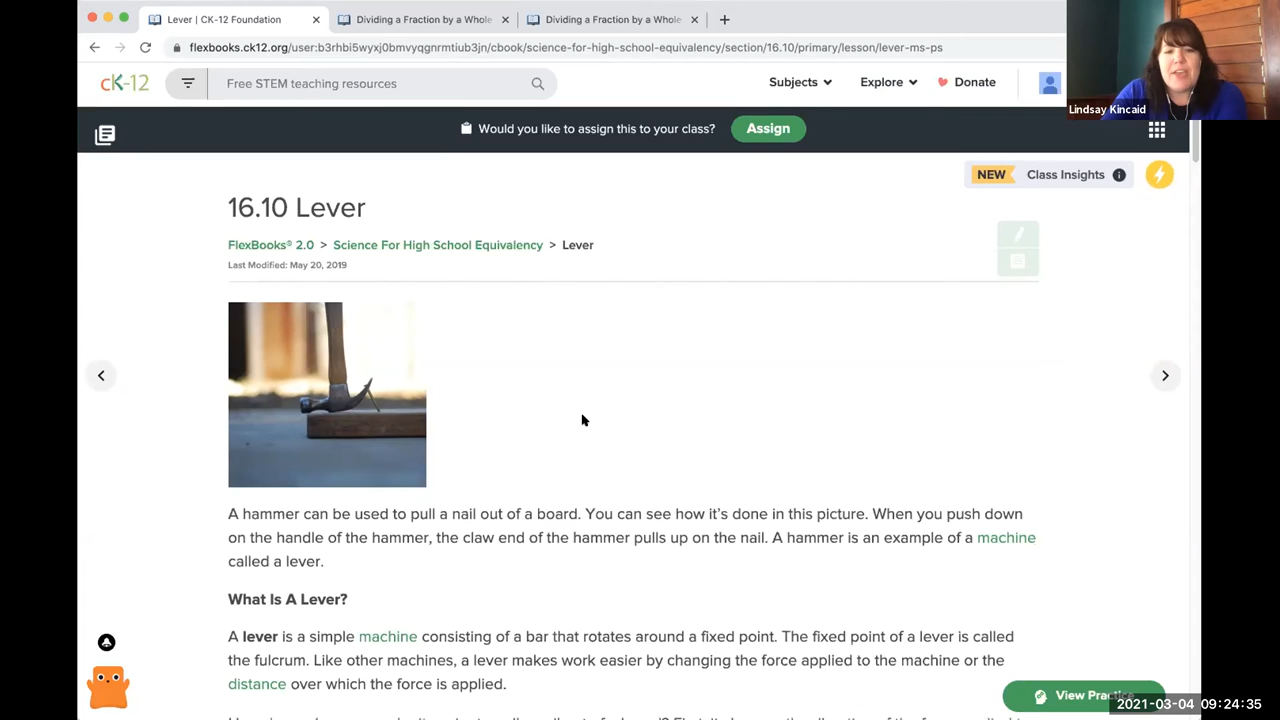 Lever | CK-12 Foundation
Dividing a Fraction by a Whole
Dividing a Fraction by a Whole
flexbooks.ck12.org/user:b3rhbi5wyxj0bmvyqgnrmtiub3jn/cbook/science-for-high-school-equivalency/section/16.10/primary/lesson/lever-ms-ps
Lindsay Kincaid
cK-12
Free STEM teaching resources
Subjects
Explore
Donate
Would you like to assign this to your class?
Assign
NEW Class Insights
16.10 Lever
FlexBooks® 2.0 > Science For High School Equivalency > Lever
Last Modified: May 20, 2019
A hammer can be used to pull a nail out of a board. You can see how it's done in this picture. When you push down
on the handle of the hammer, the claw end of the hammer pulls up on the nail. A hammer is an example of a machine
called a lever.
What Is A Lever?
A lever is a simple machine consisting of a bar that rotates around a fixed point. The fixed point of a lever is called
the fulcrum. Like other machines, a lever makes work easier by changing the force applied to the machine or the
distance over which the force is applied.
View Practice
2021-03-04 09:24:35